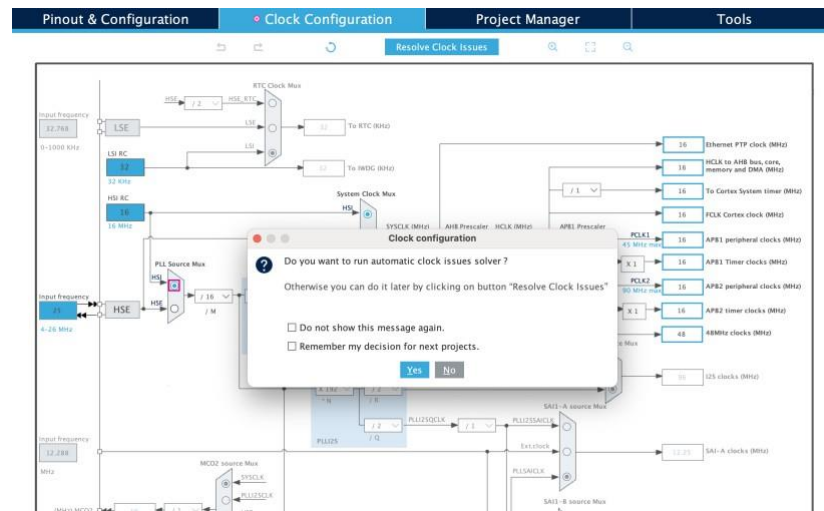 Pinout & Configuration
Clock Configuration
Project Manager
Tools
Resolve Clock Issues
RTC Clock Mux
HSE
/ 2
HSE_RTC
Input frequency
32.768
LSE
LSE
32
To RTC (KHz)
0-1000 KHz
LSI RC
LSI
32
32
To IWDG (KHz)
32 KHz
HSI RC
16
16 MHz
System Clock Mux
HSI
SYSCLK (MHz)
AHB Prescaler
HCLK (MHz)
APB1 Prescaler
16
Ethernet PTP clock (MHz)
16
HCLK to AHB bus, core,
memory and DMA (MHz)
/ 1
16
To Cortex System timer (MHz)
16
FCLK Cortex clock (MHz)
PCLK1
45 MHz max
16
APB1 peripheral clocks (MHz)
X 1
16
APB1 Timer clocks (MHz)
PCLK2
90 MHz max
16
APB2 peripheral clocks (MHz)
X 1
16
APB2 timer clocks (MHz)
48
48MHz clocks (MHz)
Clock configuration
Do you want to run automatic clock issues solver ?
Otherwise you can do it later by clicking on button "Resolve Clock Issues"
Do not show this message again.
Remember my decision for next projects.
Yes
No
PLL Source Mux
HSI
/ 16
/ M
Input frequency
25
HSE
HSE
4-26 MHz
X 192
* N
/ 2
/ R
I2S clocks (MHz)
/ 2
/ Q
PLLI2S
PLLI2SQCLK
/ 1
SAI1-A source Mux
PLLI2SSAICLK
Ext.clock
PLLSAICLK
12.25
SAI-A clocks (MHz)
Input frequency
12.288
MHz
MCO2 source Mux
SYSCLK
PLLI2SCLK
SAI1-B source Mux
(MHz) MCO2